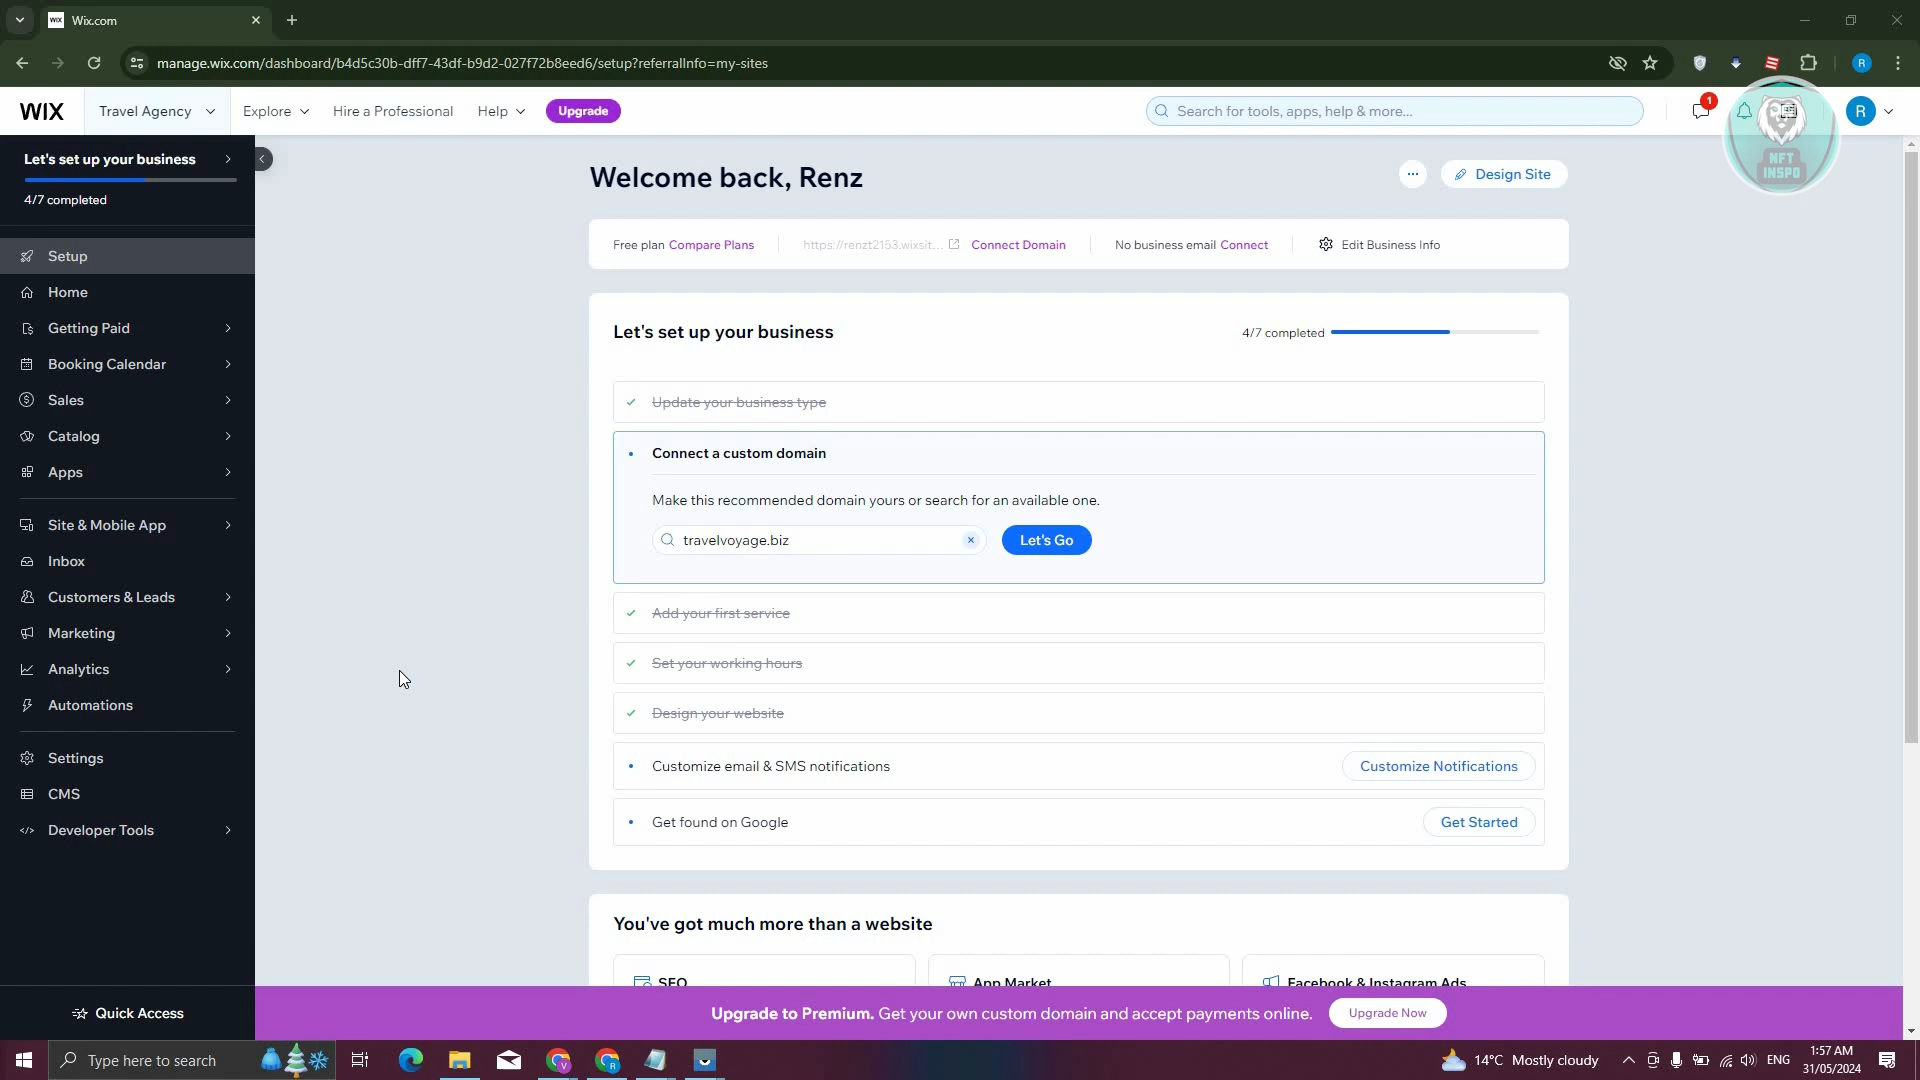 Wix.com
manage.wix.com/dashboard/b4d5c30b-dff7-43df-b9d2-027f72b8eed6/setup?referralInfo=my-sites
R
WIX
Travel Agency
Explore
Hire a Professional
Help
Upgrade
Search for tools, apps, help & more...
1
R
NFT
INSPO
Let's set up your business
4/7 completed
Setup
Home
Getting Paid
Booking Calendar
Sales
Catalog
Apps
Site & Mobile App
Inbox
Customers & Leads
Marketing
Analytics
Automations
Settings
CMS
Developer Tools
Quick Access
Welcome back, Renz
Design Site
Free plan Compare Plans
https://renzt2153.wixsit... Connect Domain
No business email Connect
Edit Business Info
Let's set up your business
4/7 completed
Update your business type
Connect a custom domain
Make this recommended domain yours or search for an available one.
travelvoyage.biz
Let's Go
Add your first service
Set your working hours
Design your website
Customize email & SMS notifications
Customize Notifications
Get found on Google
Get Started
You've got much more than a website
SEO
App Market
Facebook & Instagram Ads
Upgrade to Premium. Get your own custom domain and accept payments online.
Upgrade Now
Type here to search
14°C Mostly cloudy
ENG
1:57 AM
31/05/2024